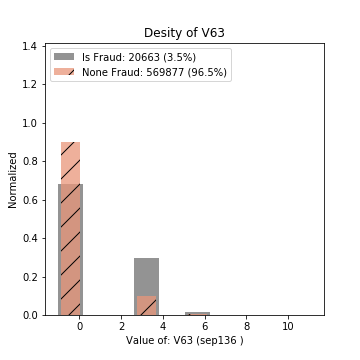 Desity of V63
Is Fraud: 20663 (3.5%)
None Fraud: 569877 (96.5%)
1.4
1.2
1.0
0.8
0.6
0.4
0.2
0.0
Normalized
0 2 4 6 8 10
Value of: V63 (sep136 )